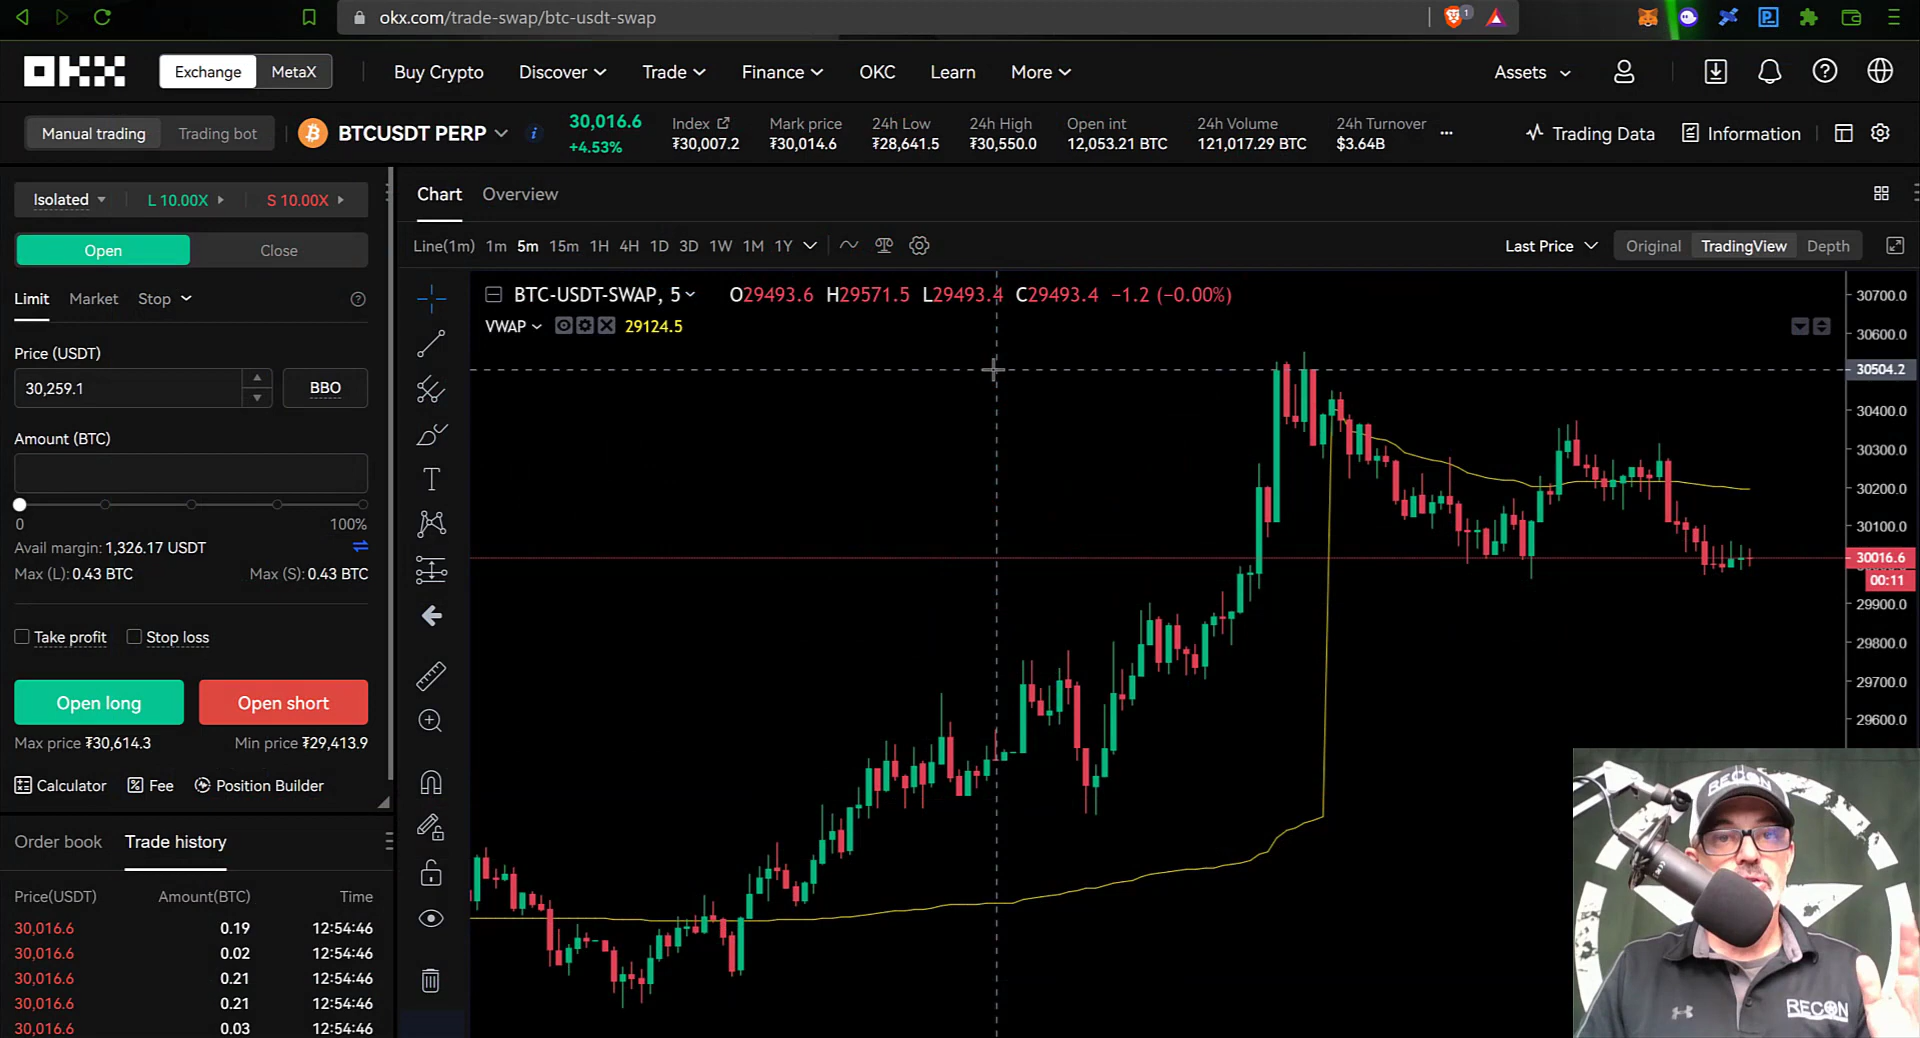 okx.com/trade-swap/btc-usdt-swap
1
OKX
Exchange MetaX Buy Crypto Discover Trade Finance OKC Learn More Assets
Manual trading Trading bot BTCUSDT PERP i 30,016.6 +4.53%
Index ₮30,007.2
Mark price ₮30,014.6
24h Low ₮28,641.5
24h High ₮30,550.0
Open int 12,053.21 BTC
24h Volume 121,017.29 BTC
24h Turnover $3.64B
Trading Data Information
Isolated L 10.00X S 10.00X
Open Close
Limit Market Stop
Price (USDT)
30,259.1 BBO
Amount (BTC)
0 100%
Avail margin: 1,326.17 USDT
Max (L): 0.43 BTC Max (S): 0.43 BTC
Take profit Stop loss
Open long Open short
Max price ₮30,614.3 Min price ₮29,413.9
Calculator Fee Position Builder
Order book Trade history
Price(USDT) Amount(BTC) Time
30,016.6 0.19 12:54:46
30,016.6 0.02 12:54:46
30,016.6 0.21 12:54:46
30,016.6 0.21 12:54:46
30,016.6 0.03 12:54:46
Chart Overview
Line(1m) 1m 5m 15m 1H 4H 1D 3D 1W 1M 1Y Last Price Original TradingView Depth
BTC-USDT-SWAP, 5 O29493.6 H29571.5 L29493.4 C29493.4 −1.2 (−0.00%)
VWAP 29124.5
30700.0
30600.0
30504.2
30400.0
30300.0
30200.0
30100.0
30016.6
00:11
29900.0
29800.0
29700.0
29600.0
RECON
RECON